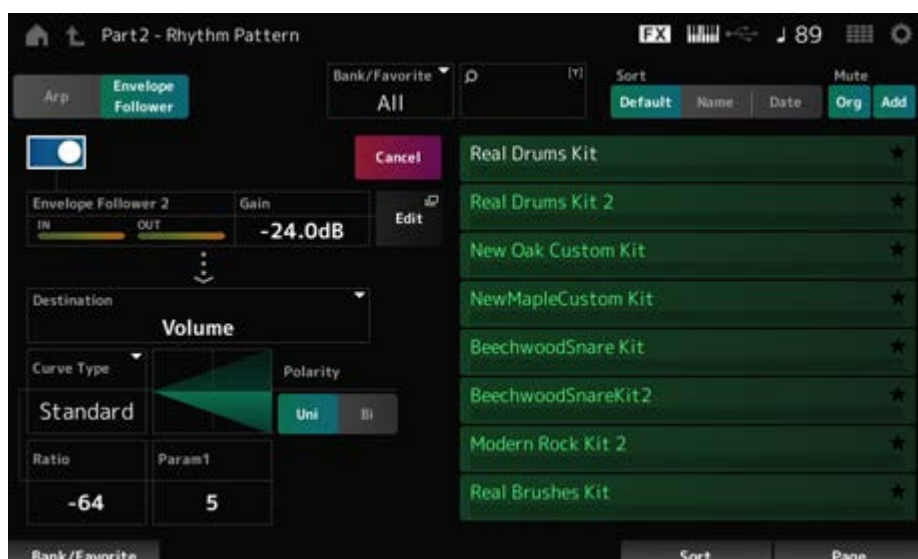 Part2 - Rhythm Pattern
FX
♩ 89
Arp
Envelope
Follower
Bank/Favorite
All
[Y]
Sort
Default
Name
Date
Mute
Org
Add
Cancel
Envelope Follower 2
IN
OUT
Gain
-24.0dB
Edit
Destination
Volume
Curve Type
Standard
Polarity
Uni
Bi
Ratio
-64
Param1
5
Real Drums Kit
Real Drums Kit 2
New Oak Custom Kit
NewMapleCustom Kit
BeechwoodSnare Kit
BeechwoodSnareKit2
Modern Rock Kit 2
Real Brushes Kit
Bank/Favorite
Sort
Page